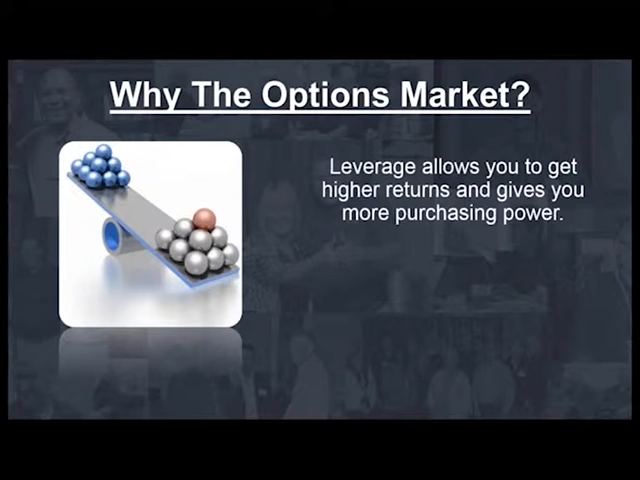 Why The Options Market?
Leverage allows you to get
higher returns and gives you
more purchasing power.